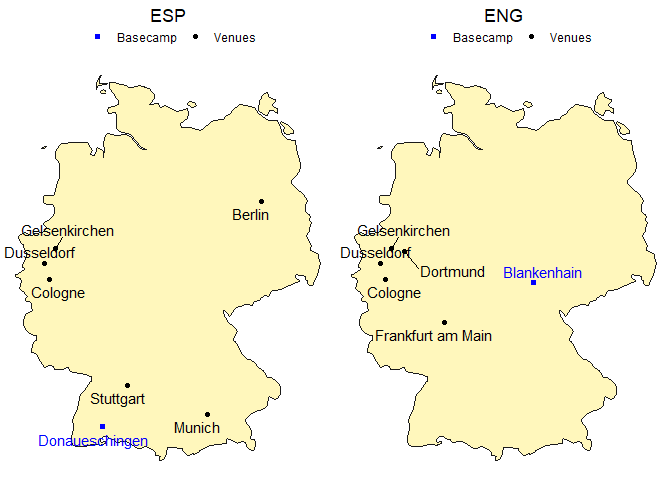 ESP
Basecamp Venues
Berlin
Gelsenkirchen
Dusseldorf
Cologne
Stuttgart
Munich
Donaueschingen
ENG
Basecamp Venues
Gelsenkirchen
Dusseldorf
Dortmund
Blankenhain
Cologne
Frankfurt am Main